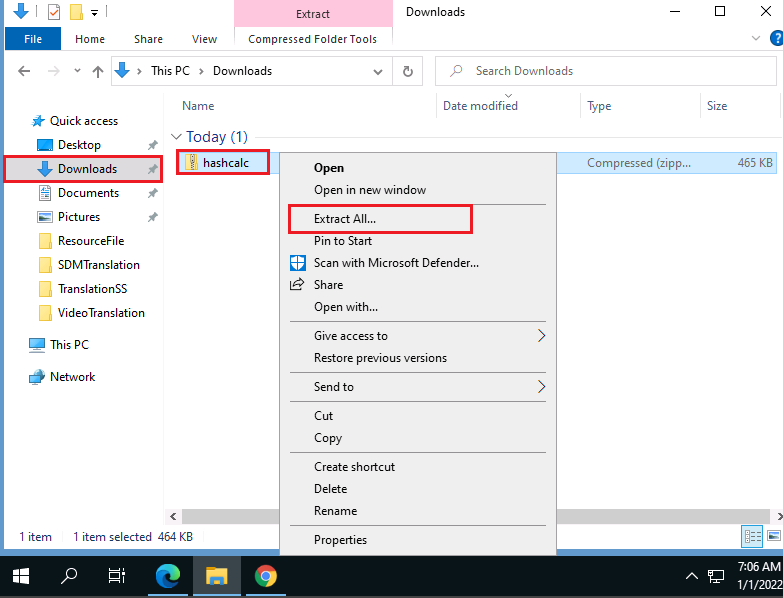 Extract
Downloads
File
Home
Share
View
Compressed Folder Tools
?
This PC
Downloads
Search Downloads
Name
Date modified
Type
Size
Quick access
Desktop
Downloads
Documents
Pictures
ResourceFile
SDMTranslation
TranslationSS
VideoTranslation
This PC
Network
Today (1)
hashcalc
Compressed (zipp...
465 KB
Open
Open in new window
Extract All...
Pin to Start
Scan with Microsoft Defender...
Share
Open with...
Give access to
Restore previous versions
Send to
Cut
Copy
Create shortcut
Delete
Rename
Properties
1 item
1 item selected 464 KB
7:06 AM
1/1/2022